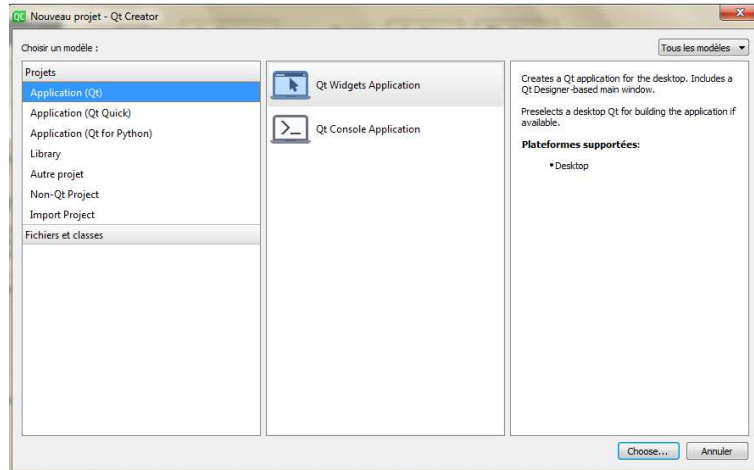 QC Nouveau projet - Qt Creator
Choisir un modèle :
Tous les modèles
Projets
Application (Qt)
Application (Qt Quick)
Application (Qt for Python)
Library
Autre projet
Non-Qt Project
Import Project
Fichiers et classes
Qt Widgets Application
Qt Console Application
Creates a Qt application for the desktop. Includes a
Qt Designer-based main window.
Preselects a desktop Qt for building the application if
available.
Plateformes supportées:
•Desktop
Choose...
Annuler